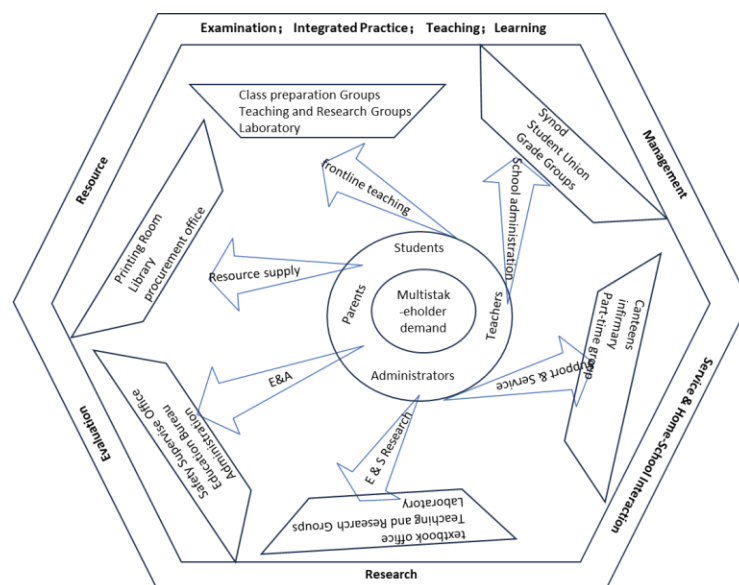 Examination； Integrated Practice； Teaching； Learning
Class preparation Groups
Teaching and Research Groups
Laboratory
Synod
Student Union
Grade Groups
Management
Resource
Printing Room
Library
procurement office
frontline teaching
School administration
Resource supply
Students
Parents
Teachers
Administrators
Multistak
-eholder
demand
Canteens
infirmary
Part-time group
Support & Service
Service & Home-School Interaction
E&A
Safety Supervise Office
Education Bureau
Administration
Evaluation
E & S Research
textbook office
Teaching and Research Groups
Laboratory
Research